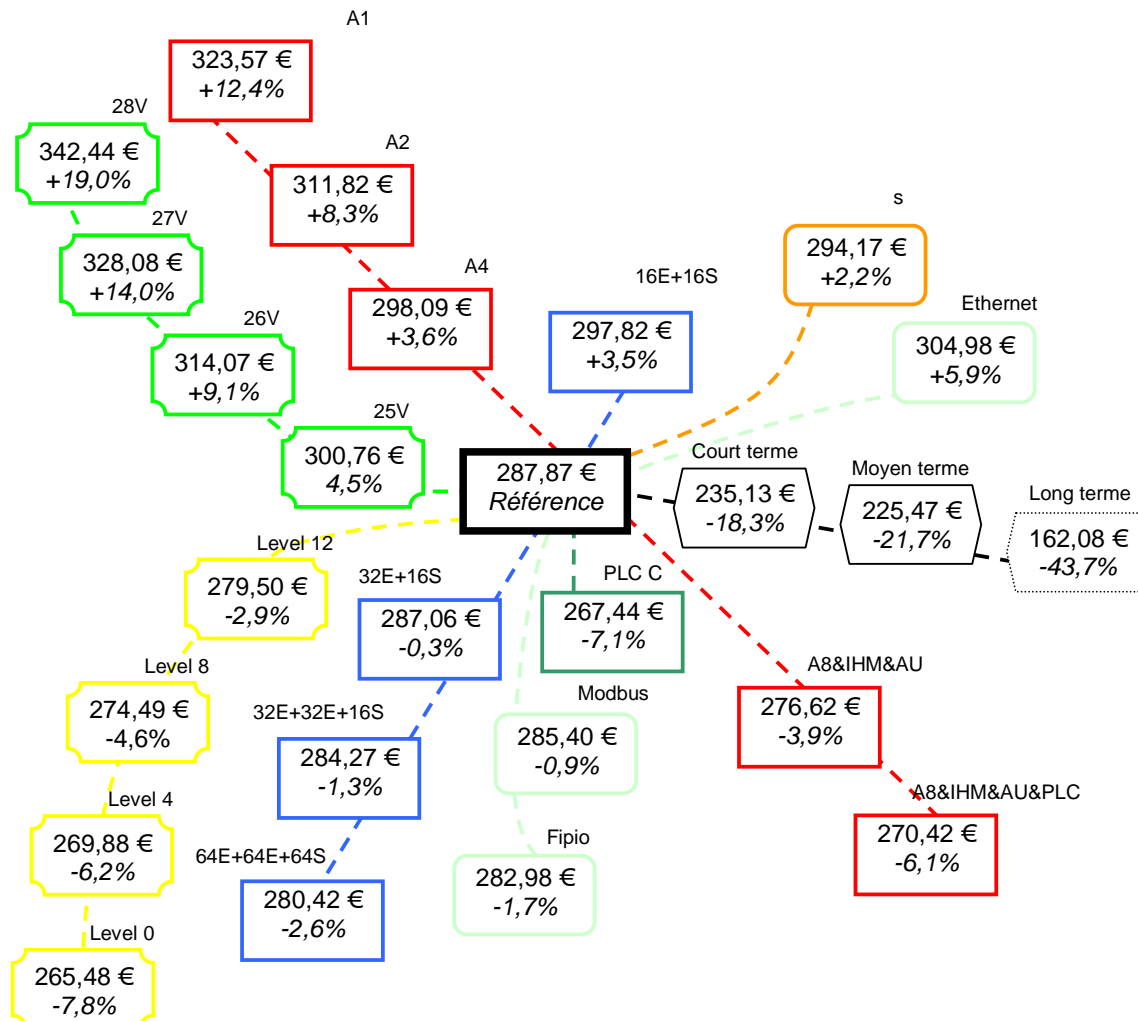 A1
323,57 €
+12,4%
28V
342,44 €
+19,0%
A2
311,82 €
+8,3%
27V
328,08 €
+14,0%
s
294,17 €
+2,2%
A4
298,09 €
+3,6%
16E+16S
297,82 €
+3,5%
Ethernet
304,98 €
+5,9%
26V
314,07 €
+9,1%
25V
300,76 €
4,5%
287,87 €
Référence
Court terme
235,13 €
-18,3%
Moyen terme
225,47 €
-21,7%
Long terme
162,08 €
-43,7%
Level 12
279,50 €
-2,9%
32E+16S
287,06 €
-0,3%
PLC C
267,44 €
-7,1%
Level 8
274,49 €
-4,6%
32E+32E+16S
284,27 €
-1,3%
Modbus
285,40 €
-0,9%
A8&IHM&AU
276,62 €
-3,9%
Level 4
269,88 €
-6,2%
64E+64E+64S
280,42 €
-2,6%
Fipio
282,98 €
-1,7%
A8&IHM&AU&PLC
270,42 €
-6,1%
Level 0
265,48 €
-7,8%